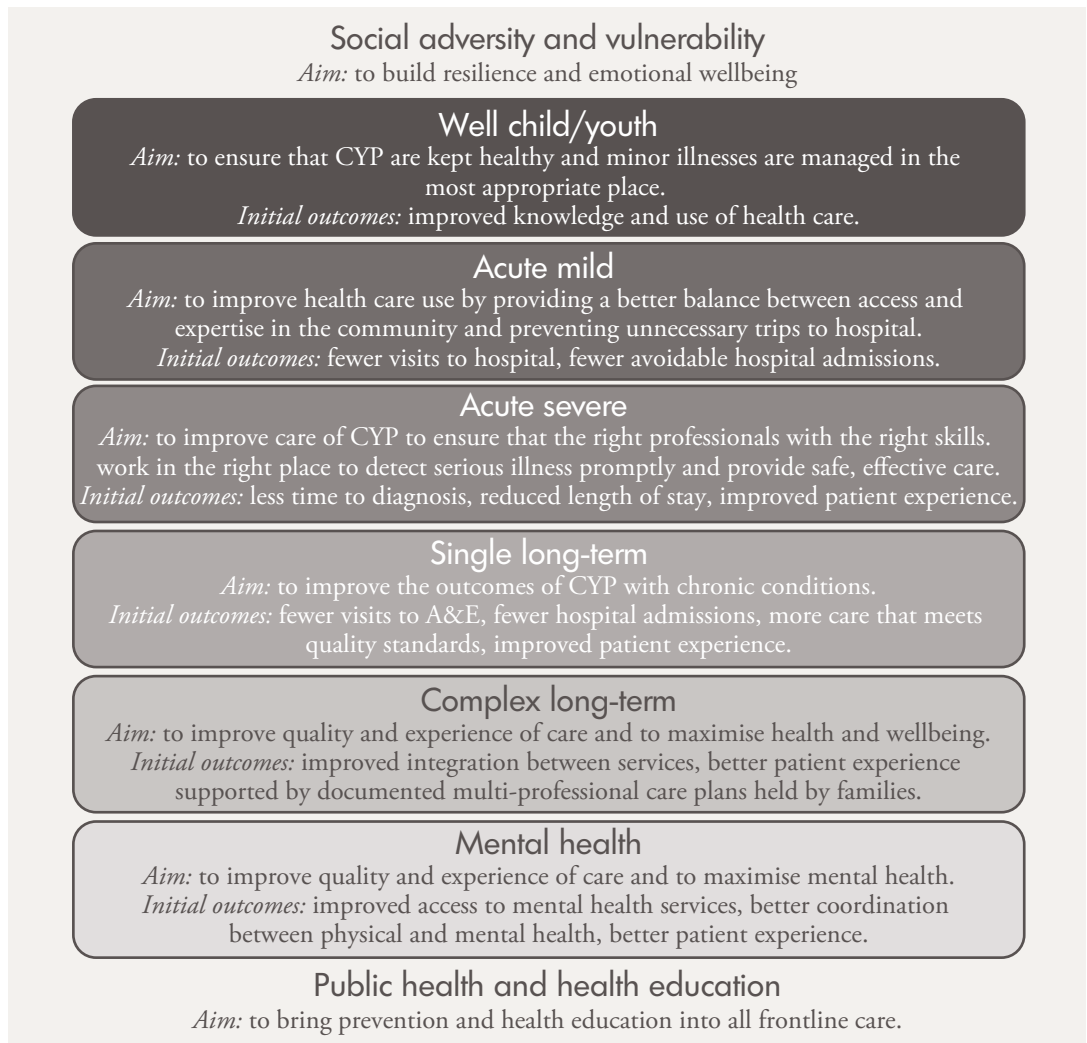 Social adversity and vulnerability
Aim: to build resilience and emotional wellbeing
Well child/youth
Aim: to ensure that CYP are kept healthy and minor illnesses are managed in the
most appropriate place.
Initial outcomes: improved knowledge and use of health care.
Acute mild
Aim: to improve health care use by providing a better balance between access and
expertise in the community and preventing unnecessary trips to hospital.
Initial outcomes: fewer visits to hospital, fewer avoidable hospital admissions.
Acute severe
Aim: to improve care of CYP to ensure that the right professionals with the right skills.
work in the right place to detect serious illness promptly and provide safe, effective care.
Initial outcomes: less time to diagnosis, reduced length of stay, improved patient experience.
Single long-term
Aim: to improve the outcomes of CYP with chronic conditions.
Initial outcomes: fewer visits to A&E, fewer hospital admissions, more care that meets
quality standards, improved patient experience.
Complex long-term
Aim: to improve quality and experience of care and to maximise health and wellbeing.
Initial outcomes: improved integration between services, better patient experience
supported by documented multi-professional care plans held by families.
Mental health
Aim: to improve quality and experience of care and to maximise mental health.
Initial outcomes: improved access to mental health services, better coordination
between physical and mental health, better patient experience.
Public health and health education
Aim: to bring prevention and health education into all frontline care.